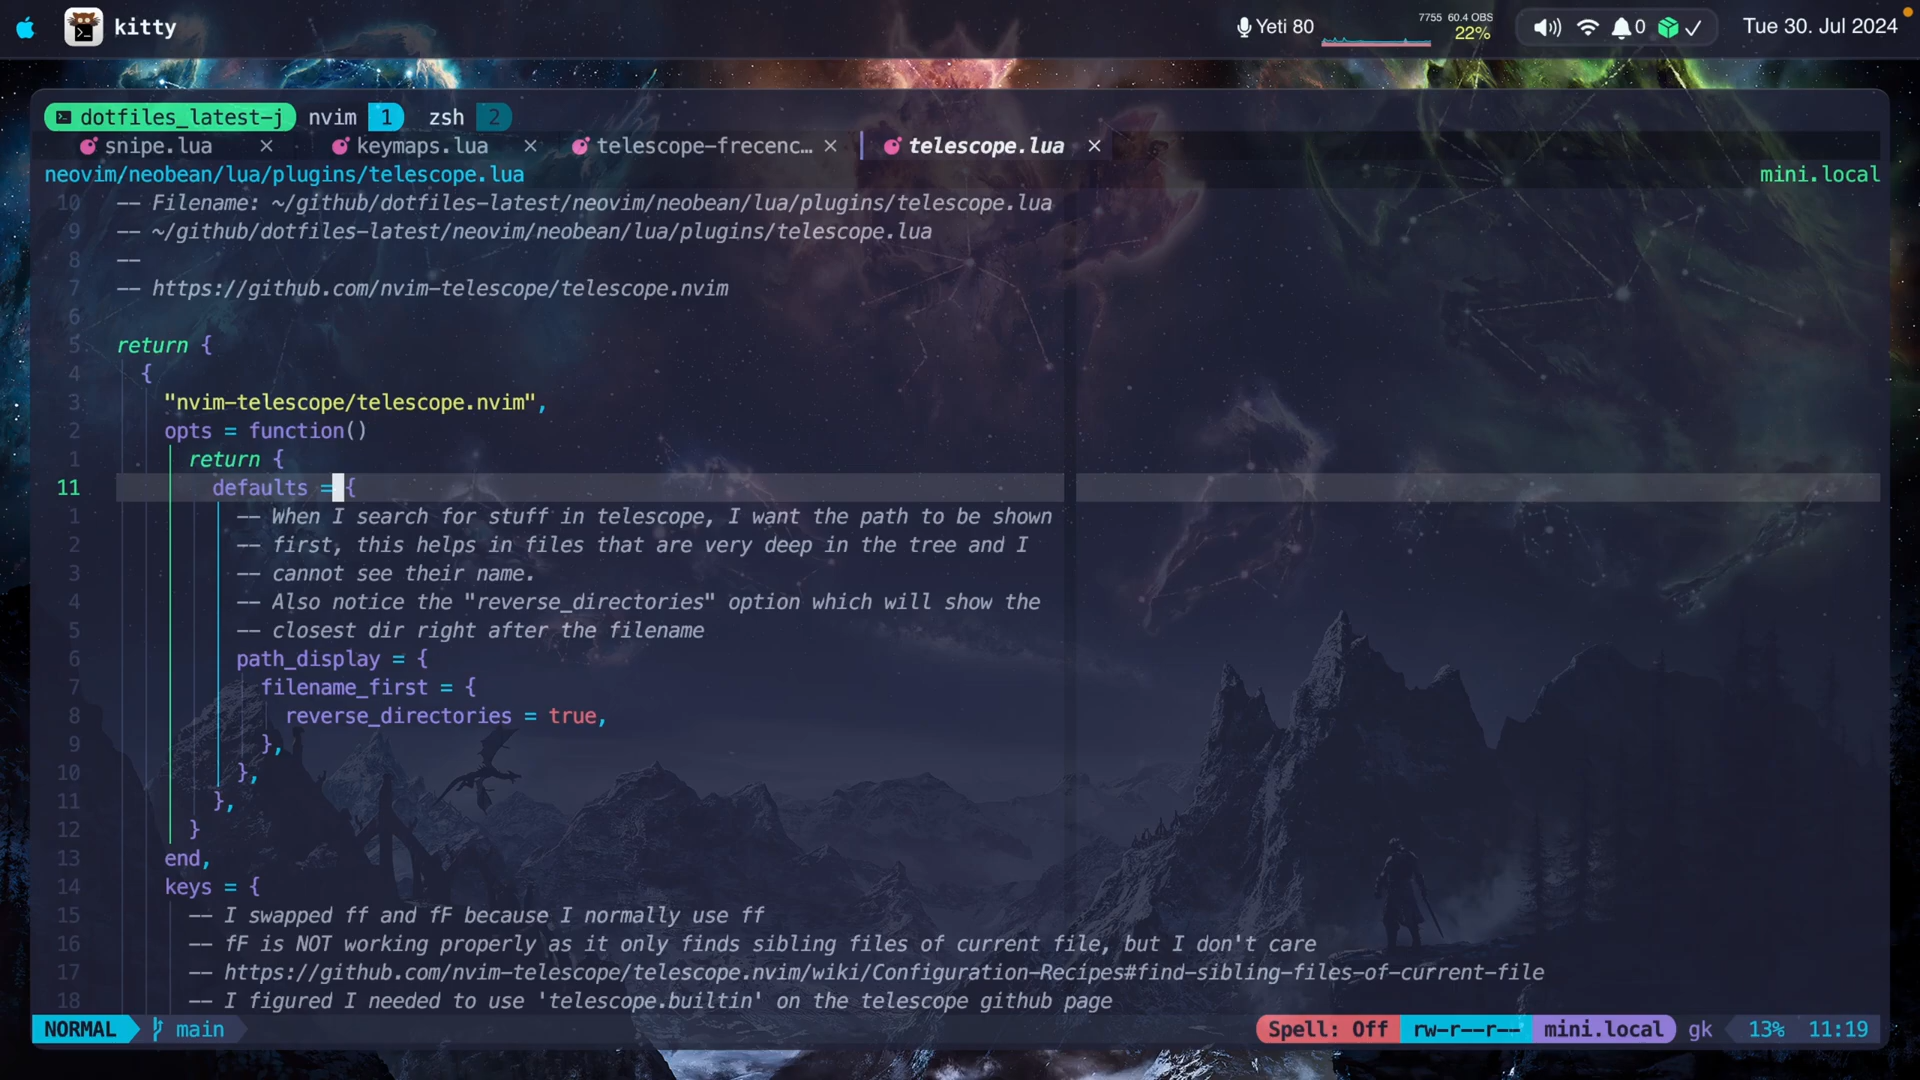 kitty
Yeti 80
7755 60.4 OBS
22%
0
Tue 30. Jul 2024
dotfiles_latest-j nvim 1 zsh 2
snipe.lua × keymaps.lua × telescope-frecenc… × telescope.lua ×
neovim/neobean/lua/plugins/telescope.lua mini.local
10 -- Filename: ~/github/dotfiles-latest/neovim/neobean/lua/plugins/telescope.lua
9 -- ~/github/dotfiles-latest/neovim/neobean/lua/plugins/telescope.lua
8 --
7 -- https://github.com/nvim-telescope/telescope.nvim
6
5 return {
4 {
3 "nvim-telescope/telescope.nvim",
2 opts = function()
1 return {
11 defaults = {
1 -- When I search for stuff in telescope, I want the path to be shown
2 -- first, this helps in files that are very deep in the tree and I
3 -- cannot see their name.
4 -- Also notice the "reverse_directories" option which will show the
5 -- closest dir right after the filename
6 path_display = {
7 filename_first = {
8 reverse_directories = true,
9 },
10 },
11 },
12 }
13 end,
14 keys = {
15 -- I swapped ff and fF because I normally use ff
16 -- fF is NOT working properly as it only finds sibling files of current file, but I don't care
17 -- https://github.com/nvim-telescope/telescope.nvim/wiki/Configuration-Recipes#find-sibling-files-of-current-file
18 -- I figured I needed to use 'telescope.builtin' on the telescope github page
NORMAL main Spell: Off rw-r--r-- mini.local gk 13% 11:19